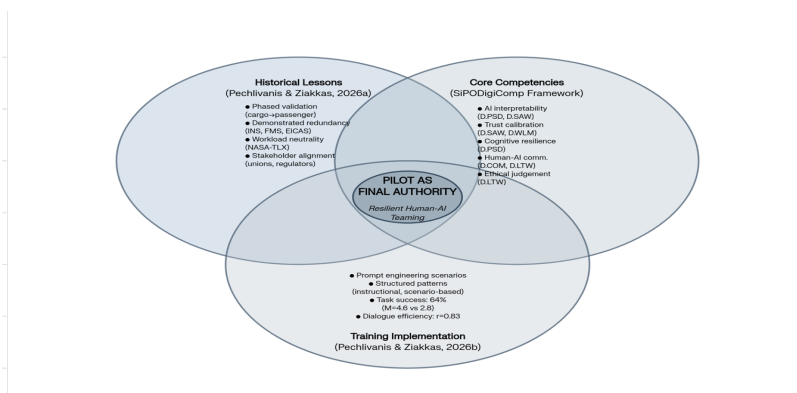 Historical Lessons
(Pechlivanis & Ziakkas, 2026a)
● Phased validation
(cargo→passenger)
● Demonstrated redundancy
(INS, FMS, EICAS)
● Workload neutrality
(NASA-TLX)
● Stakeholder alignment
(unions, regulators)
Core Competencies
(SiPODigiComp Framework)
● AI interpretability
(D.PSD, D.SAW)
● Trust calibration
(D.SAW, D.WLM)
● Cognitive resilience
(D.PSD)
● Human-AI comm.
(D.COM, D.LTW)
● Ethical judgement
(D.LTW)
PILOT AS
FINAL AUTHORITY
Resilient Human-AI
Teaming
● Prompt engineering scenarios
● Structured patterns
(instructional, scenario-based)
● Task success: 64%
(M=4.6 vs 2.8)
● Dialogue efficiency: r=0.83
Training Implementation
(Pechlivanis & Ziakkas, 2026b)